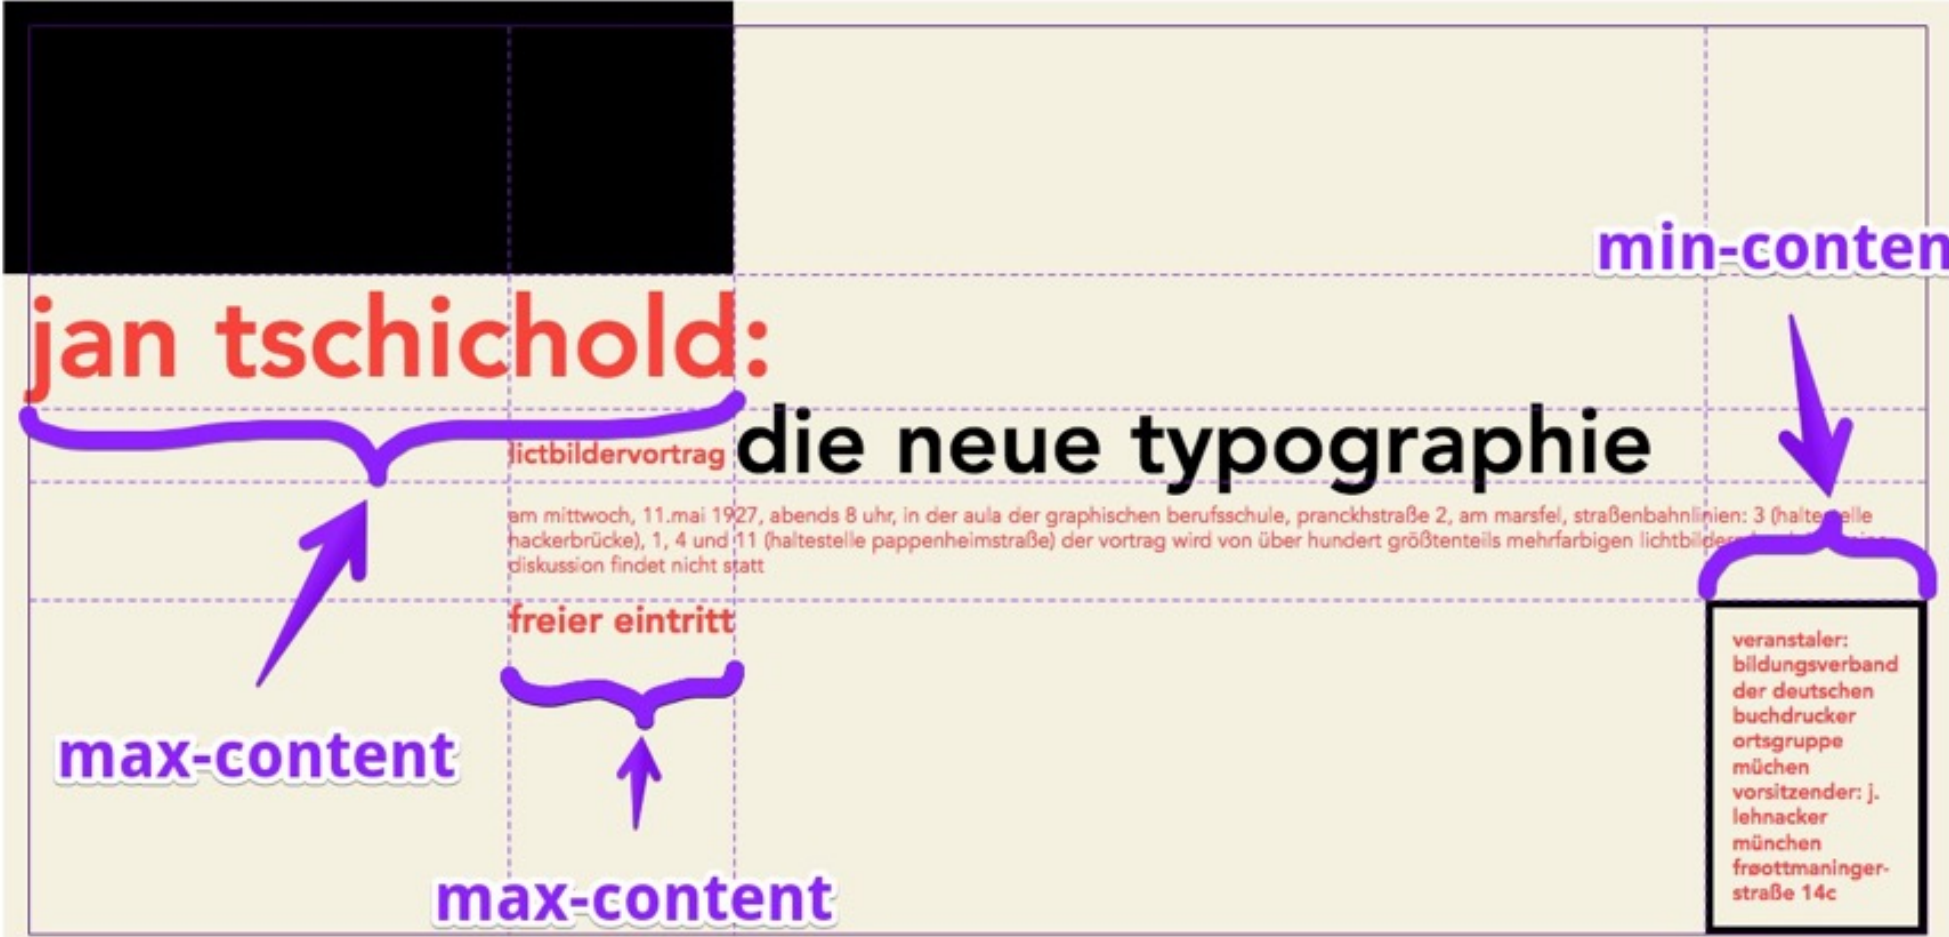 min-conten
jan tschichold:
lictbildervortrag die neue typographie
am mittwoch, 11.mai 1927, abends 8 uhr, in der aula der graphischen berufsschule, pranckhstraße 2, am marsfel, straßenbahnlinien: 3 (haltestelle
hackerbrücke), 1, 4 und 11 (haltestelle pappenheimstraße) der vortrag wird von über hundert größtenteils mehrfarbigen
diskussion findet nicht statt
freier eintritt
max-content
max-content
veranstaler:
bildungsverband
der deutschen
buchdrucker
ortsgruppe
müchen
vorsitzender: j.
lehnacker
münchen
frøottmaninger-
straße 14c